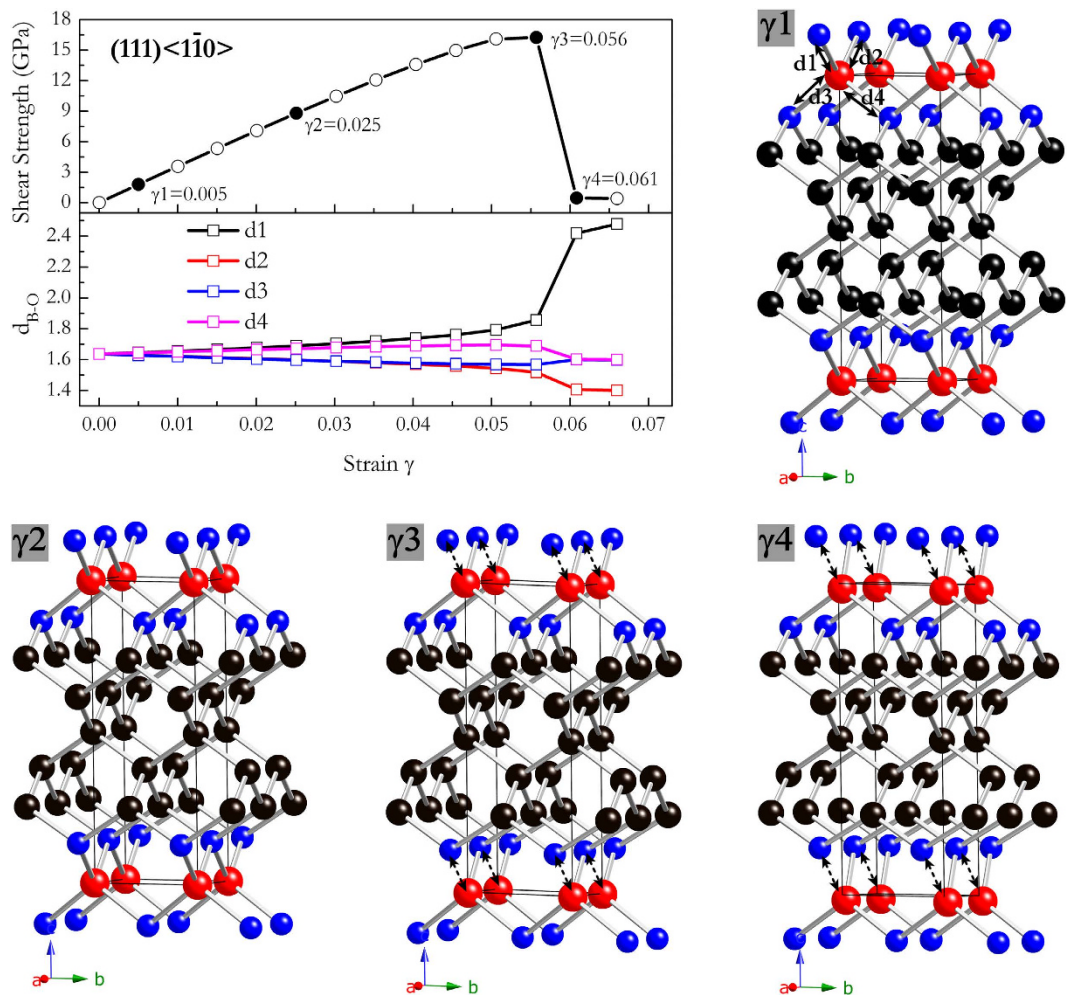 (111)<11̄0>
Shear Strength (GPa)
18
15
12
9
6
3
0
γ1=0.005
γ2=0.025
γ3=0.056
γ4=0.061
d_B-O
2.4
2.2
2.0
1.8
1.6
1.4
d1
d2
d3
d4
0.00 0.01 0.02 0.03 0.04 0.05 0.06 0.07
Strain γ
γ1
d1 d2
d3 d4
c
a b
γ2
c
a b
γ3
a b
γ4
c
a b